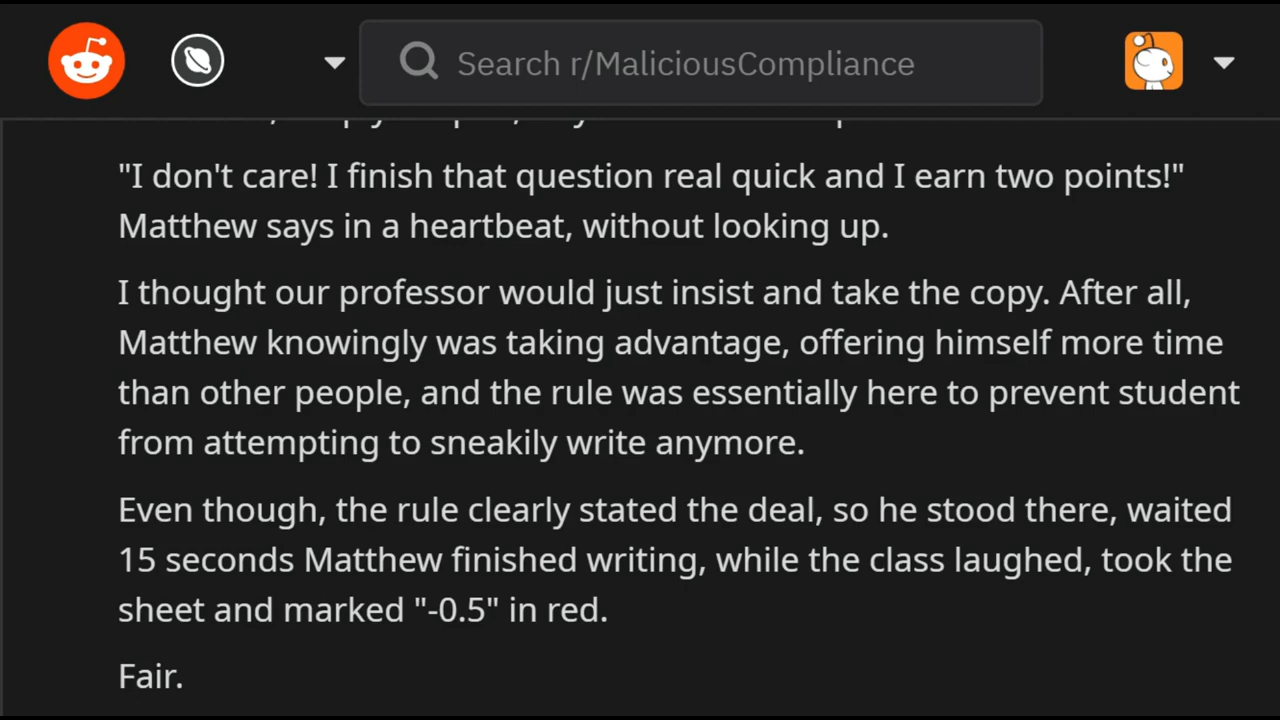 Search r/MaliciousCompliance
"I don't care! I finish that question real quick and I earn two points!"
Matthew says in a heartbeat, without looking up.
I thought our professor would just insist and take the copy. After all,
Matthew knowingly was taking advantage, offering himself more time
than other people, and the rule was essentially here to prevent student
from attempting to sneakily write anymore.
Even though, the rule clearly stated the deal, so he stood there, waited
15 seconds Matthew finished writing, while the class laughed, took the
sheet and marked "-0.5" in red.
Fair.